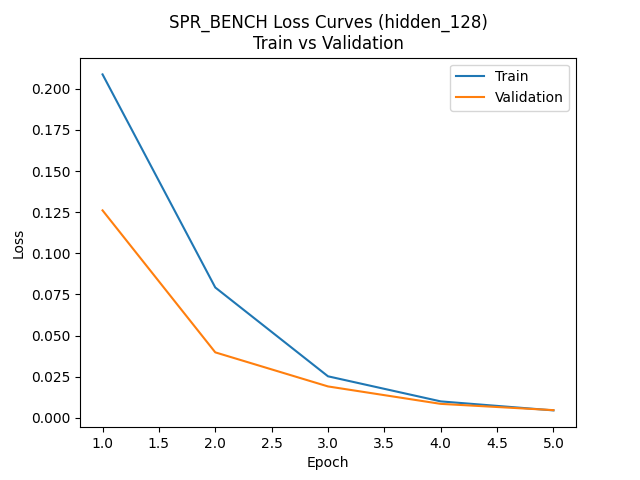 SPR_BENCH Loss Curves (hidden_128)
Train vs Validation
Train
Validation
0.200
0.175
0.150
0.125
0.100
0.075
0.050
0.025
0.000
Loss
1.0 1.5 2.0 2.5 3.0 3.5 4.0 4.5 5.0
Epoch